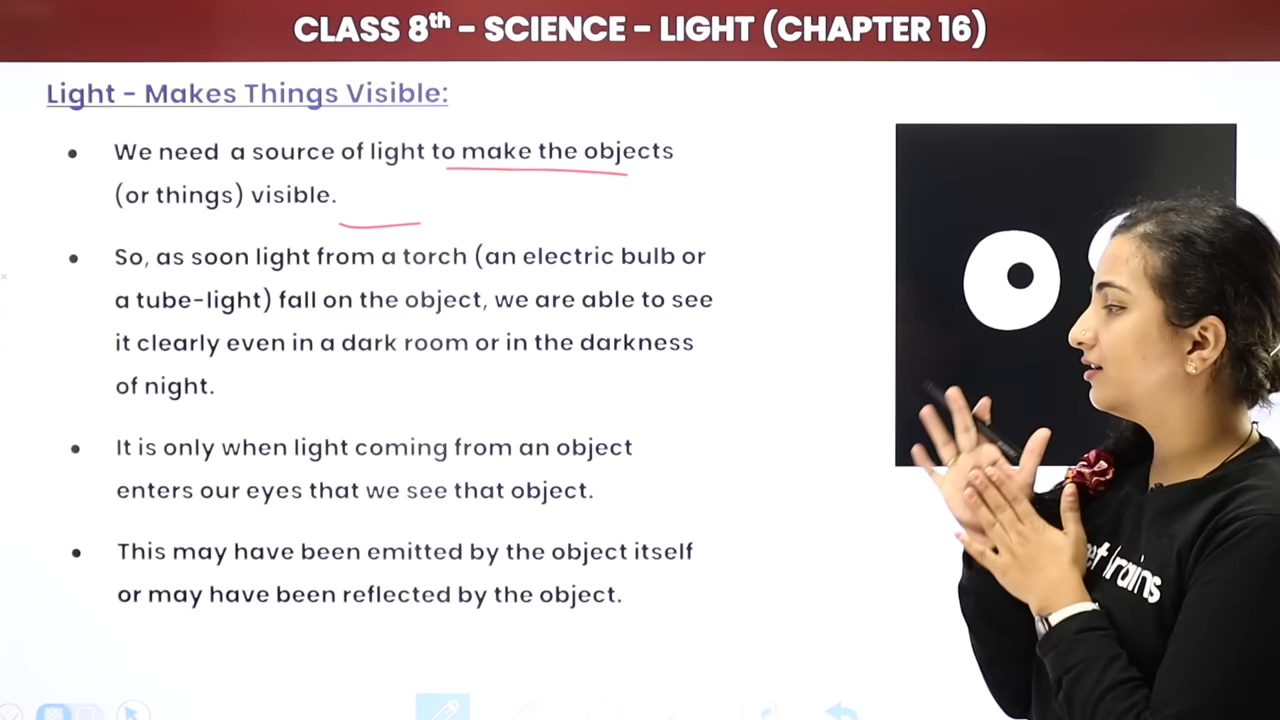 CLASS 8th – SCIENCE – LIGHT (CHAPTER 16)
Light – Makes Things Visible:
• We need a source of light to make the objects
(or things) visible.
• So, as soon light from a torch (an electric bulb or
a tube-light) fall on the object, we are able to see
it clearly even in a dark room or in the darkness
of night.
• It is only when light coming from an object
enters our eyes that we see that object.
• This may have been emitted by the object itself
or may have been reflected by the object.